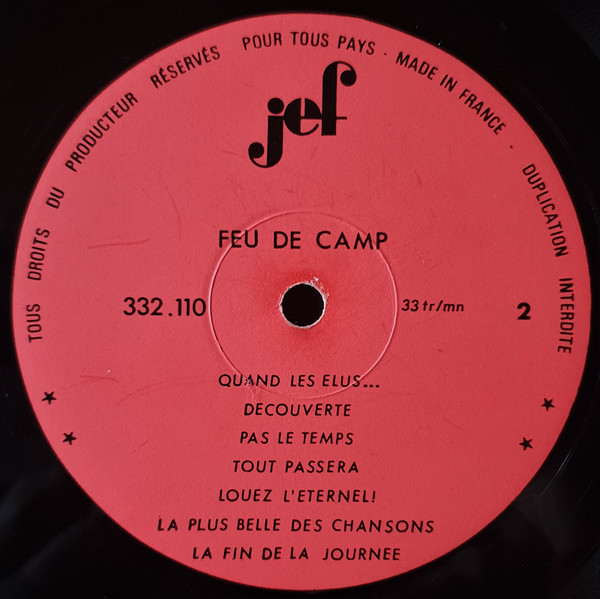 TOUS DROITS DU PRODUCTEUR RÉSERVÉS POUR TOUS PAYS - MADE IN FRANCE - DUPLICATION INTERDITE
jef
FEU DE CAMP
332.110 33 tr/mn 2
QUAND LES ELUS...
DECOUVERTE
PAS LE TEMPS
TOUT PASSERA
LOUEZ L'ETERNEL!
LA PLUS BELLE DES CHANSONS
LA FIN DE LA JOURNEE